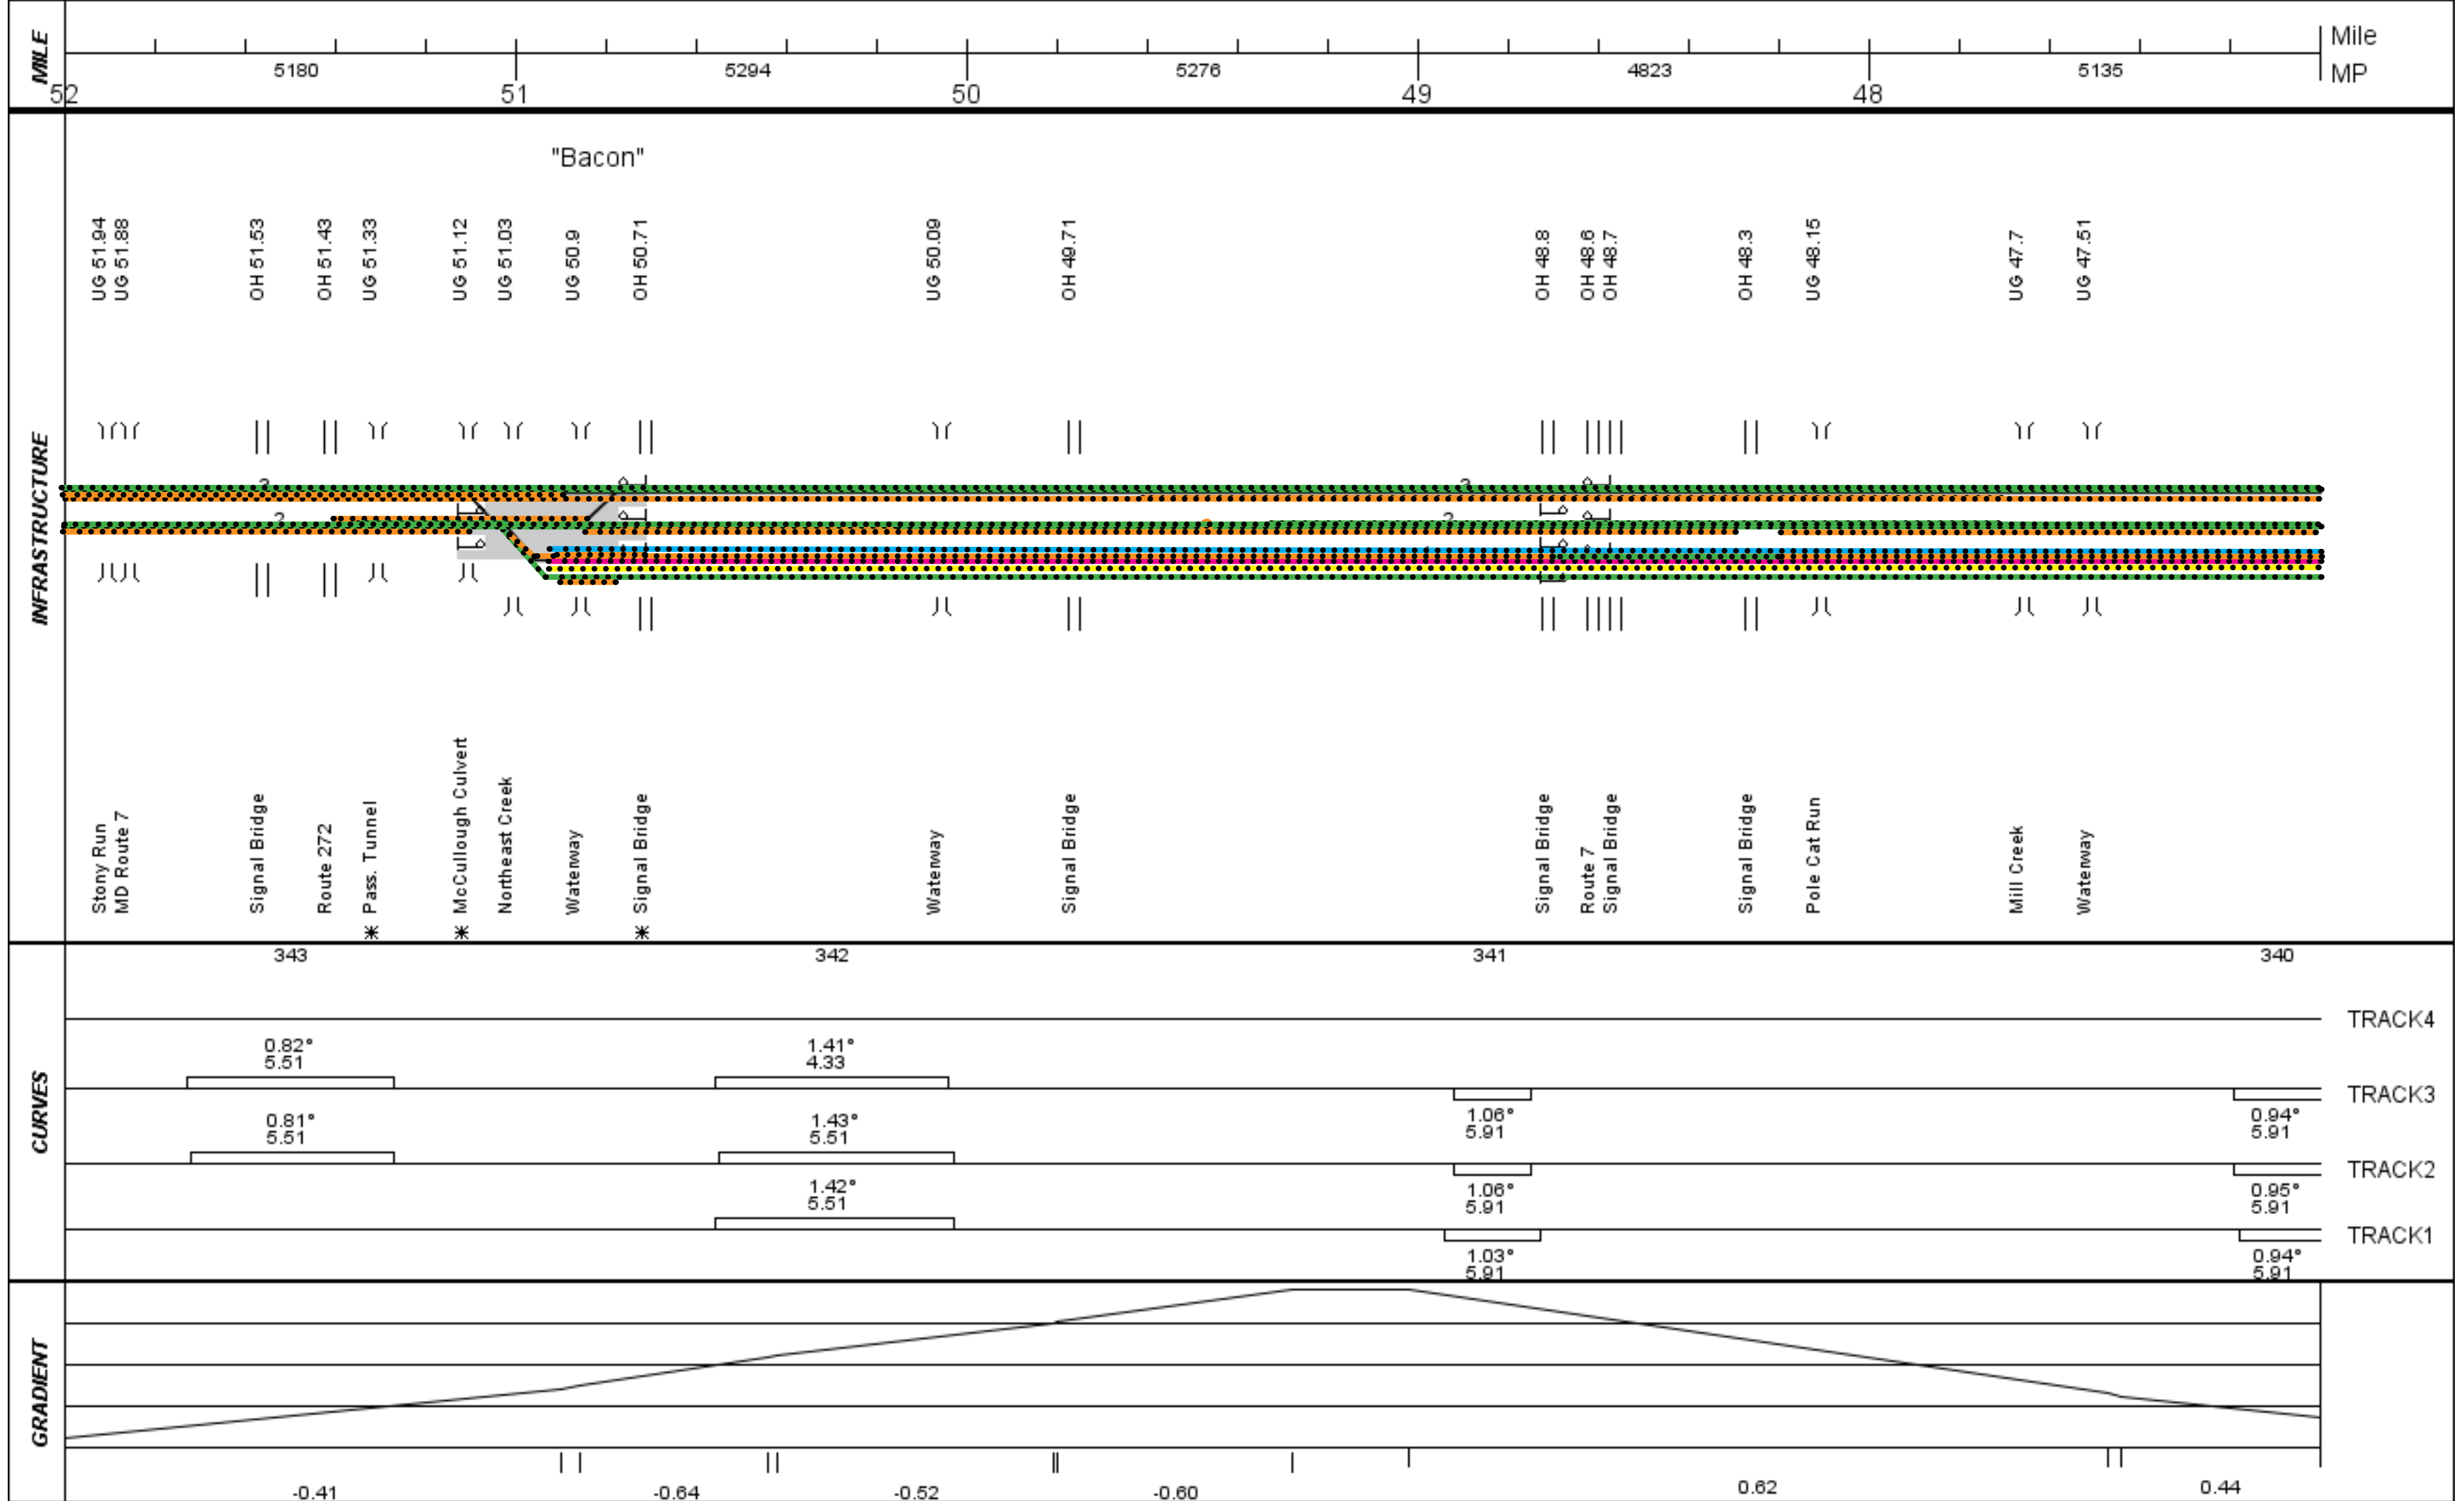 MILE
Mile
5180 5294 5276 4823 5135
MP
52 51 50 49 48
"Bacon"
UG 51.94
UG 51.88
OH 51.53
OH 51.43
UG 51.33
UG 51.12
UG 51.03
UG 50.9
OH 50.71
UG 50.09
OH 49.71
OH 48.8
OH 48.6
OH 48.7
OH 48.3
UG 48.15
UG 47.7
UG 47.51
INFRASTRUCTURE
Stony Run
MD Route 7
Signal Bridge
Route 272
Pass. Tunnel
McCullough Culvert
Northeast Creek
Waterway
Signal Bridge
Waterway
Signal Bridge
Signal Bridge
Route 7
Signal Bridge
Signal Bridge
Pole Cat Run
Mill Creek
Waterway
* * *
343 342 341 340
CURVES
TRACK4
0.82° 1.41°
5.51 4.33
TRACK3
1.06° 0.94°
5.91 5.91
0.81° 1.43°
5.51 5.51
TRACK2
1.06° 0.95°
5.91 5.91
1.42°
5.51
TRACK1
1.03° 0.94°
5.91 5.91
GRADIENT
-0.41 -0.64 -0.52 -0.60 0.62 0.44